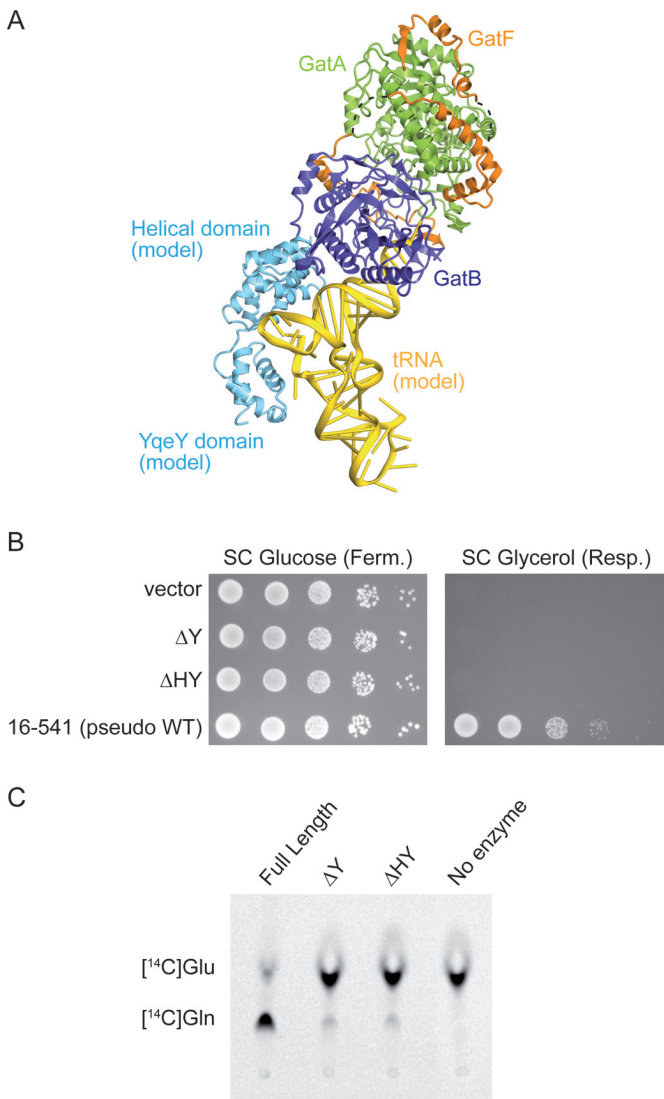 A
GatF
GatA
Helical domain
(model)
GatB
tRNA
(model)
YqeY domain
(model)
B
SC Glucose (Ferm.)
SC Glycerol (Resp.)
vector
ΔY
ΔHY
16-541 (pseudo WT)
C
Full Length
ΔY
ΔHY
No enzyme
[¹⁴C]Glu
[¹⁴C]Gln